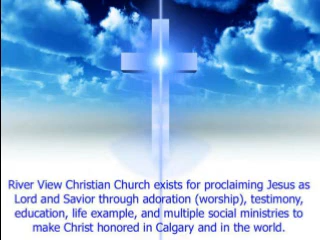 River View Christian Church exists for proclaiming Jesus as
Lord and Savior through adoration (worship), testimony,
education, life example, and multiple social ministries to
make Christ honored in Calgary and in the world.